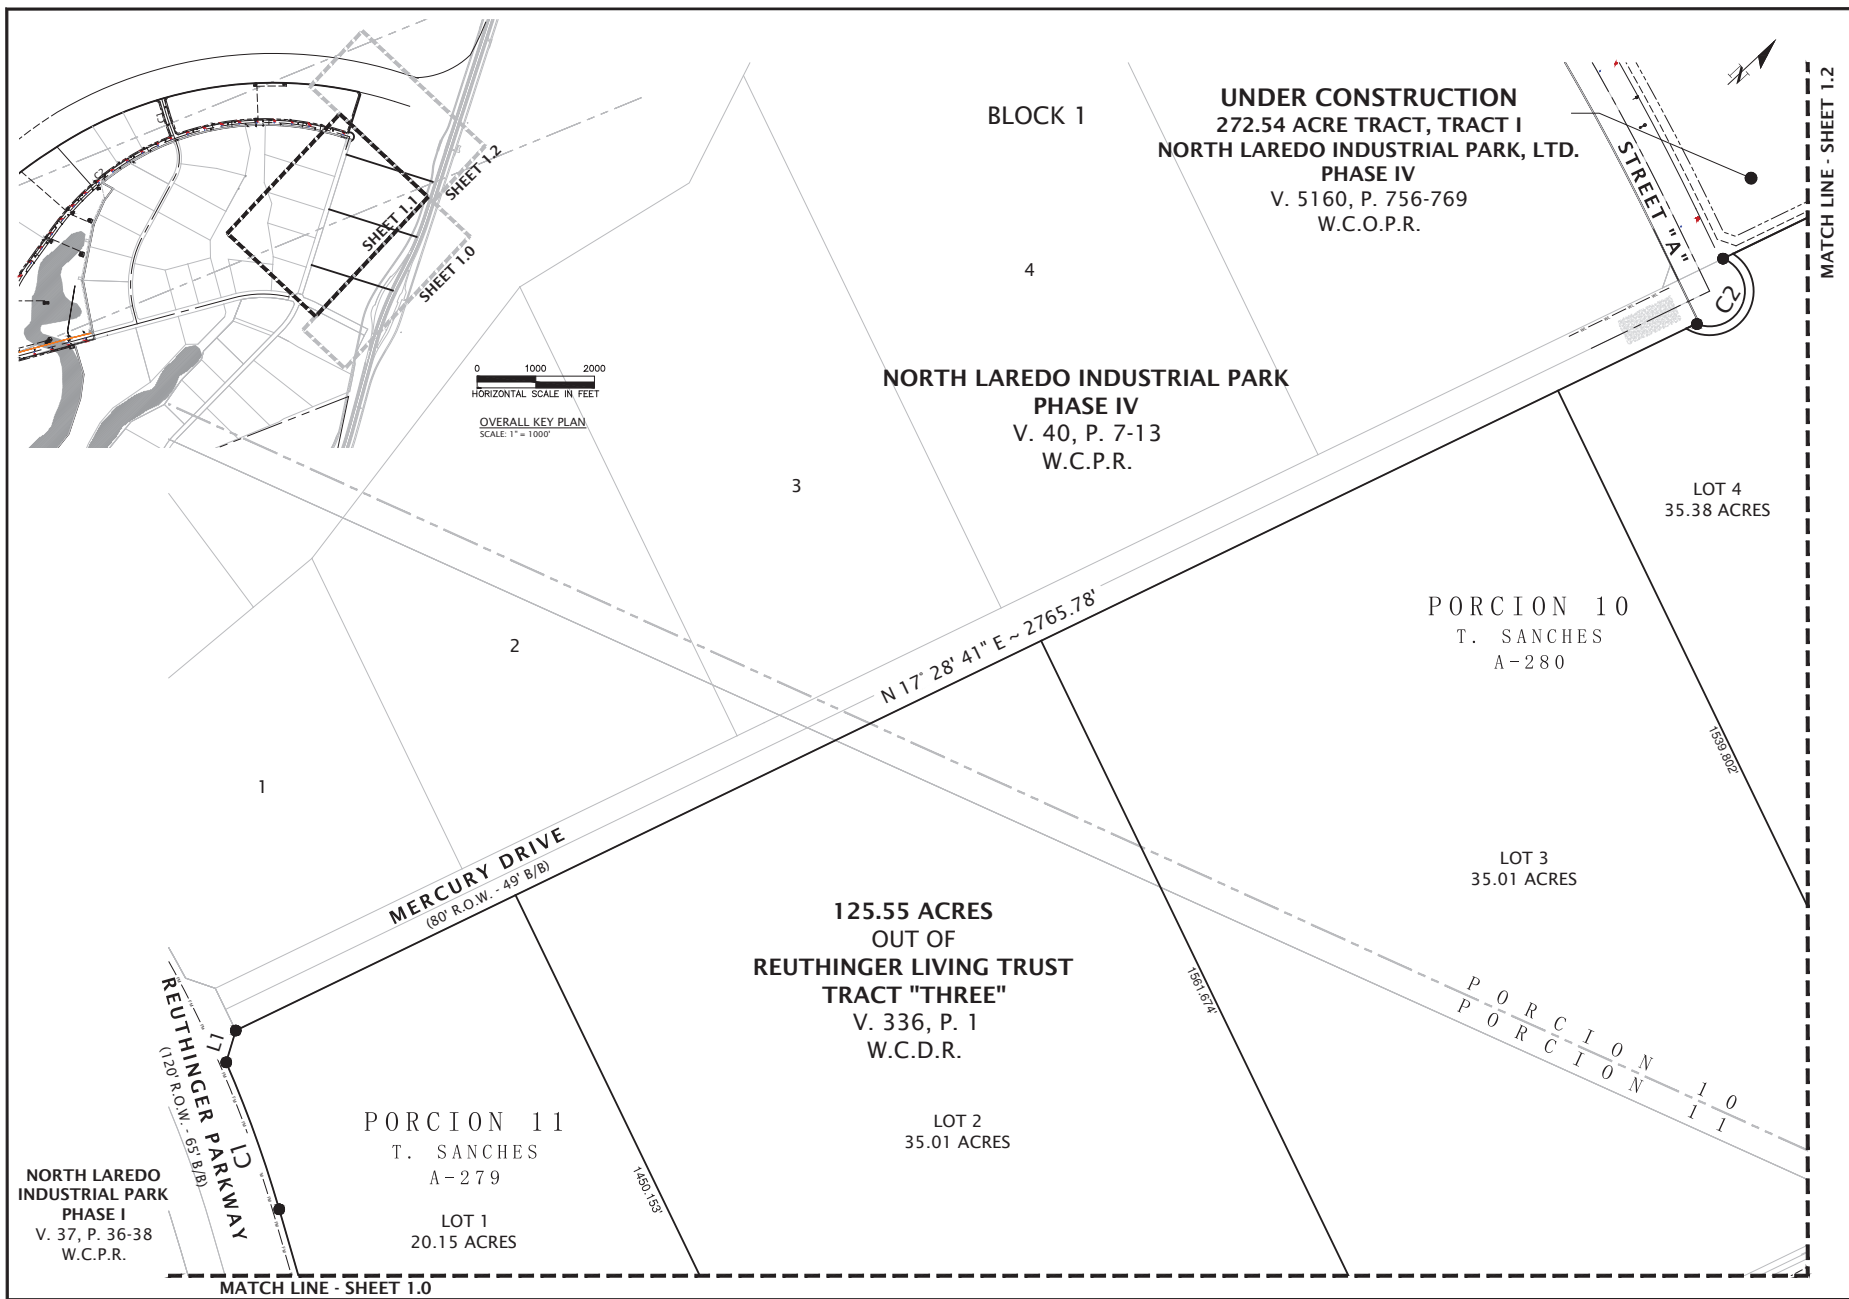 SHEET 1.2
SHEET 1.1
SHEET 1.0
0 1000 2000
HORIZONTAL SCALE IN FEET
OVERALL KEY PLAN
SCALE: 1" = 1000'
BLOCK 1
UNDER CONSTRUCTION
272.54 ACRE TRACT, TRACT I
NORTH LAREDO INDUSTRIAL PARK, LTD.
PHASE IV
V. 5160, P. 756-769
W.C.O.P.R.
N
MATCH LINE - SHEET 1.2
STREET "A"
C2
4
NORTH LAREDO INDUSTRIAL PARK
PHASE IV
V. 40, P. 7-13
W.C.P.R.
3
2
1
LOT 4
35.38 ACRES
N 17° 28' 41" E ~ 2765.78'
PORCION 10
T. SANCHES
A-280
1539.802'
LOT 3
35.01 ACRES
MERCURY DRIVE
(80' R.O.W. - 49' B/B)
125.55 ACRES
OUT OF
REUTHINGER LIVING TRUST
TRACT "THREE"
V. 336, P. 1
W.C.D.R.
1561.674'
PORCION 10
PORCION 11
REUTHINGER PARKWAY
(120' R.O.W. - 65' B/B)
L7
C1
PORCION 11
T. SANCHES
A-279
LOT 2
35.01 ACRES
1450.153'
LOT 1
20.15 ACRES
NORTH LAREDO
INDUSTRIAL PARK
PHASE I
V. 37, P. 36-38
W.C.P.R.
MATCH LINE - SHEET 1.0